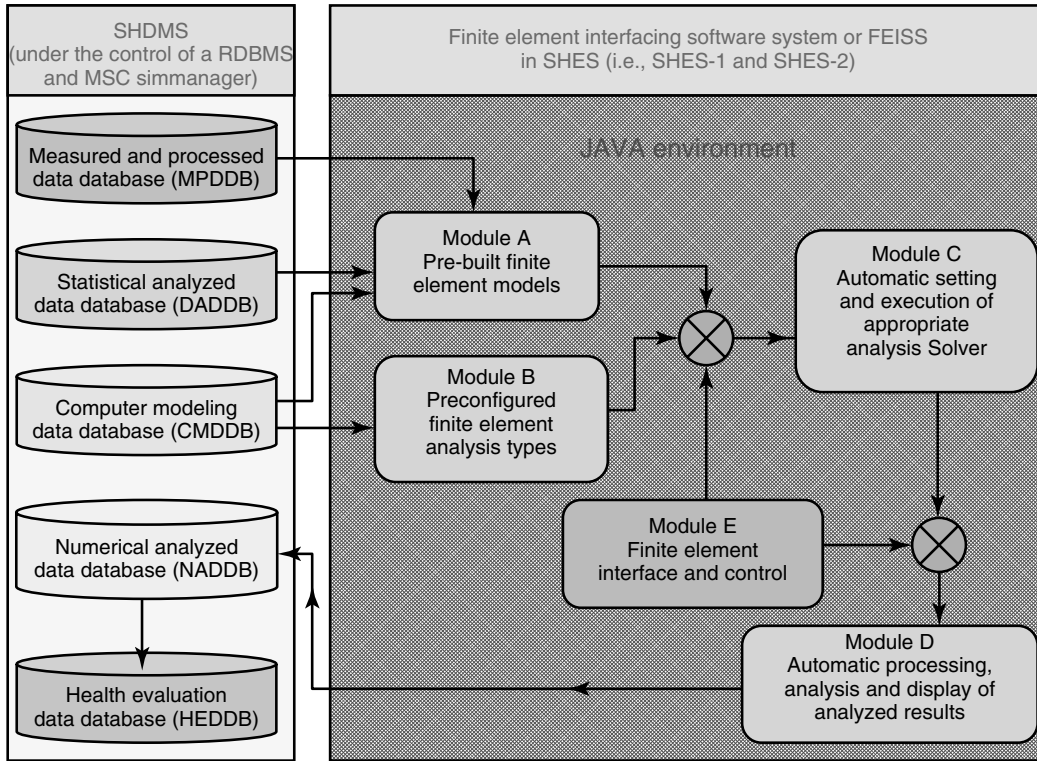 SHDMS
(under the control of a RDBMS
and MSC simmanager)
Measured and processed
data database (MPDDB)
Statistical analyzed
data database (DADDB)
Computer modeling
data database (CMDDB)
Numerical analyzed
data database (NADDB)
Health evaluation
data database (HEDDB)
Finite element interfacing software system or FEISS
in SHES (i.e., SHES-1 and SHES-2)
JAVA environment
Module A
Pre-built finite
element models
Module B
Preconfigured
finite element
analysis types
Module C
Automatic setting
and execution of
appropriate
analysis Solver
Module E
Finite element
interface and control
Module D
Automatic processing,
analysis and display of
analyzed results